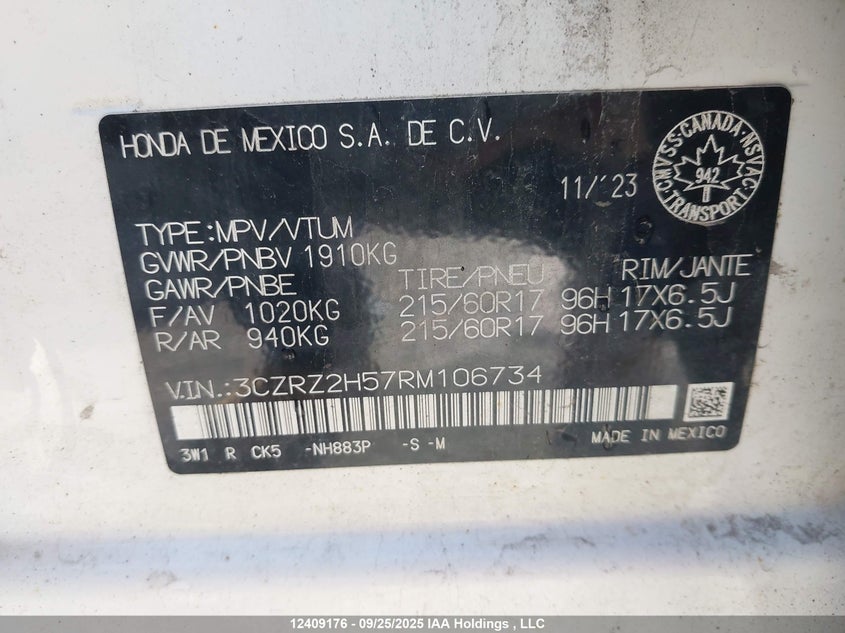 HONDA DE MEXICO S.A. DE C.V.
11/'23
CMVSS·CANADA·NSVAC
942
TRANSPORT
TYPE:MPV/VTUM
GVWR/PNBV 1910KG
GAWR/PNBE TIRE/PNEU RIM/JANTE
F/AV 1020KG 215/60R17 96H 17X6.5J
R/AR 940KG 215/60R17 96H 17X6.5J
V.IN.:3CZRZ2H57RM106734
3W1 R CK5 -NH883P -S -M MADE IN MEXICO
12409176 - 09/25/2025 IAA Holdings , LLC